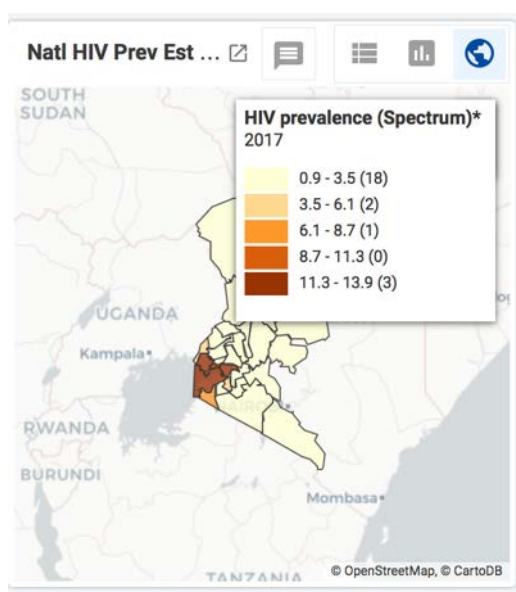 Natl HIV Prev Est ...
SOUTH
SUDAN
HIV prevalence (Spectrum)*
2017
0.9 - 3.5 (18)
3.5 - 6.1 (2)
6.1 - 8.7 (1)
8.7 - 11.3 (0)
11.3 - 13.9 (3)
UGANDA
Kampala
NAIROBI
RWANDA
BURUNDI
Mombasa
TANZANIA
© OpenStreetMap, © CartoDB